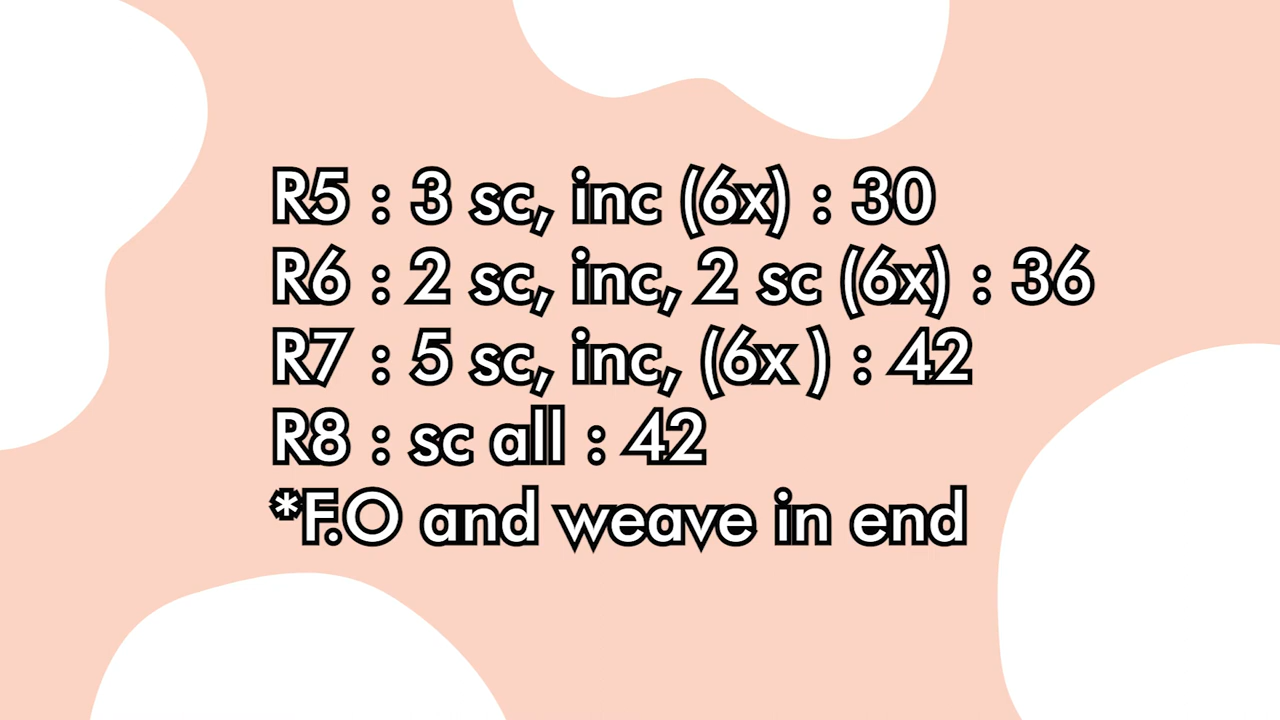 R5 : 3 sc, inc (6x) : 30
R6 : 2 sc, inc, 2 sc (6x) : 36
R7 : 5 sc, inc, (6x ) : 42
R8 : sc all : 42
*F.O and weave in end